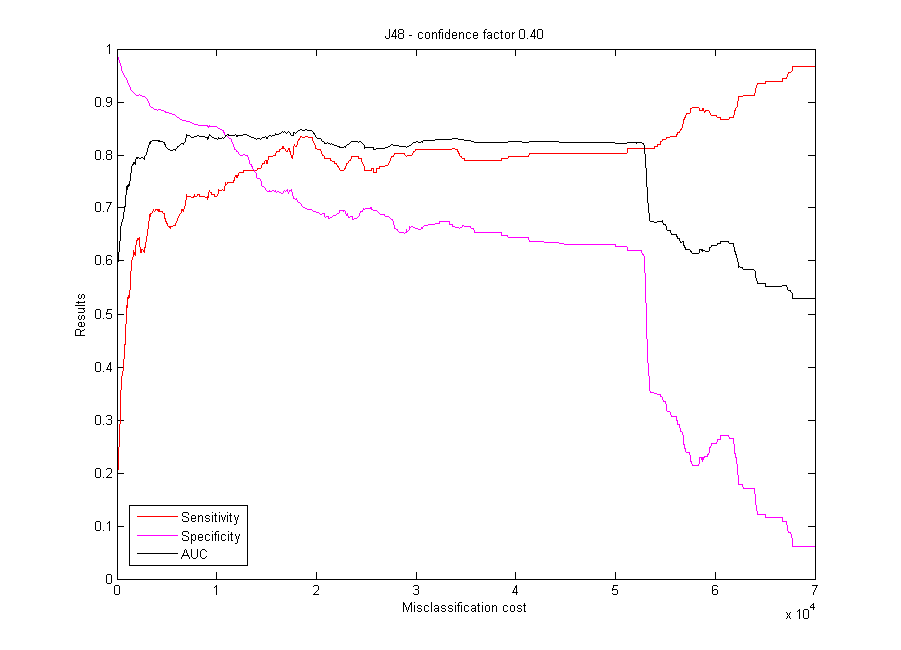 J48 - confidence factor 0.40
1
0.9
0.8
0.7
0.6
0.5
0.4
0.3
0.2
0.1
0
Results
Sensitivity
Specificity
AUC
0 1 2 3 4 5 6 7
Misclassification cost
x 10^4